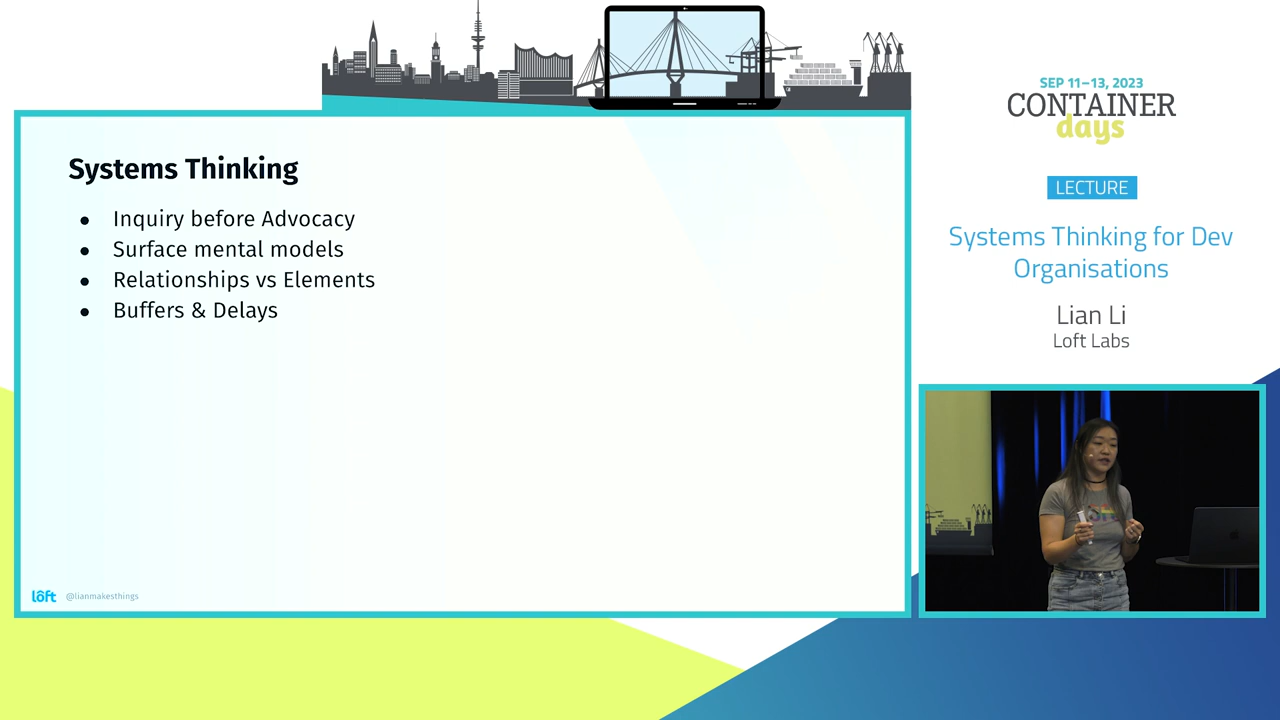 Systems Thinking
● Inquiry before Advocacy
● Surface mental models
● Relationships vs Elements
● Buffers & Delays
loft @lianmakesthings
SEP 11–13, 2023
CONTAINER
days
LECTURE
Systems Thinking for Dev
Organisations
Lian Li
Loft Labs